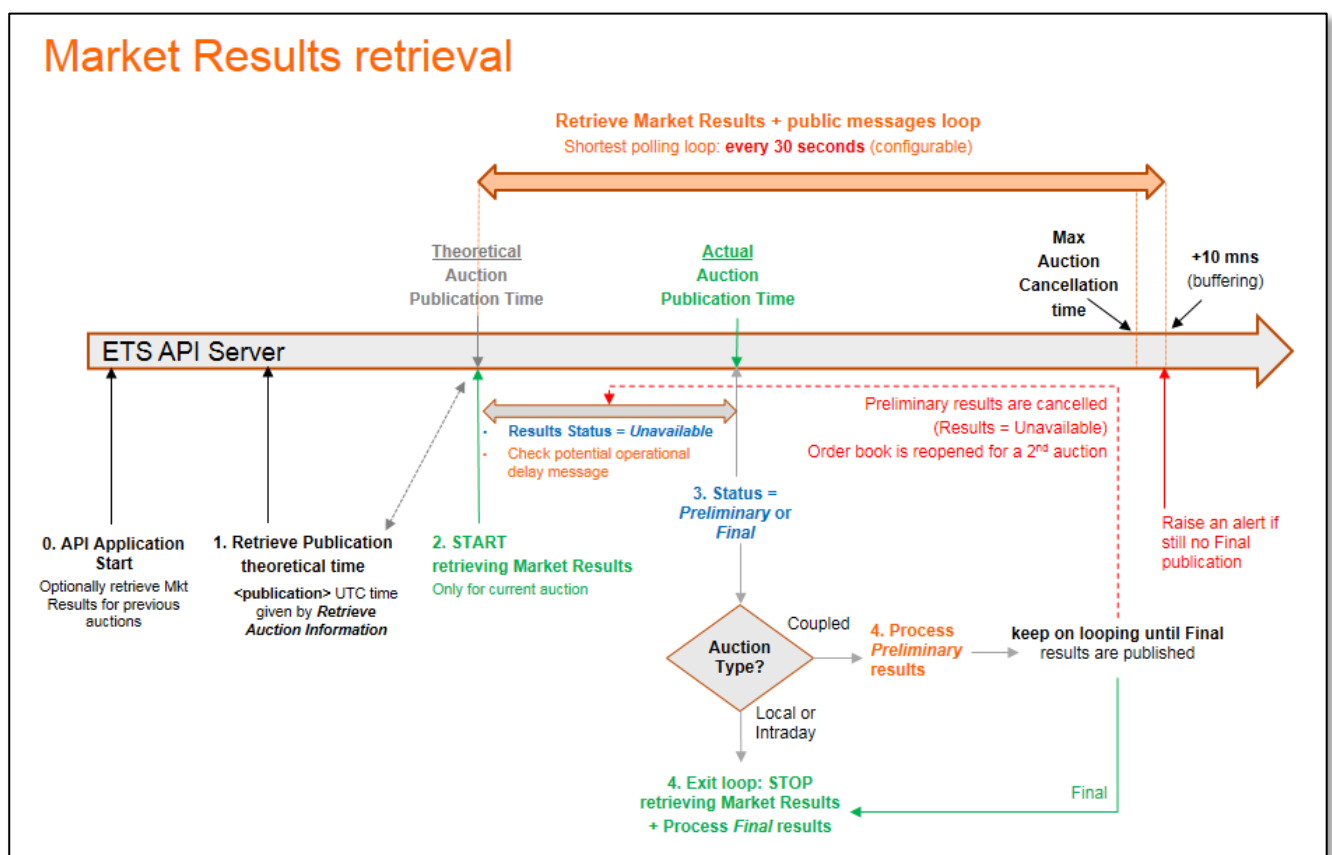 Market Results retrieval
Retrieve Market Results + public messages loop
Shortest polling loop: every 30 seconds (configurable)
Theoretical
Auction
Publication Time
Actual
Auction
Publication Time
Max
Auction
Cancellation
time
+10 mns
(buffering)
ETS API Server
• Results Status = Unavailable
• Check potential operational
delay message
Preliminary results are cancelled
(Results = Unavailable)
Order book is reopened for a 2nd auction
3. Status =
Preliminary or
Final
0. API Application
Start
Optionally retrieve Mkt
Results for previous
auctions
1. Retrieve Publication
theoretical time
<publication> UTC time
given by Retrieve
Auction Information
2. START
retrieving Market Results
Only for current auction
Raise an alert if
still no Final
publication
Auction
Type?
Coupled
4. Process
Preliminary
results
keep on looping until Final
results are published
Local or
Intraday
4. Exit loop: STOP
retrieving Market Results
+ Process Final results
Final